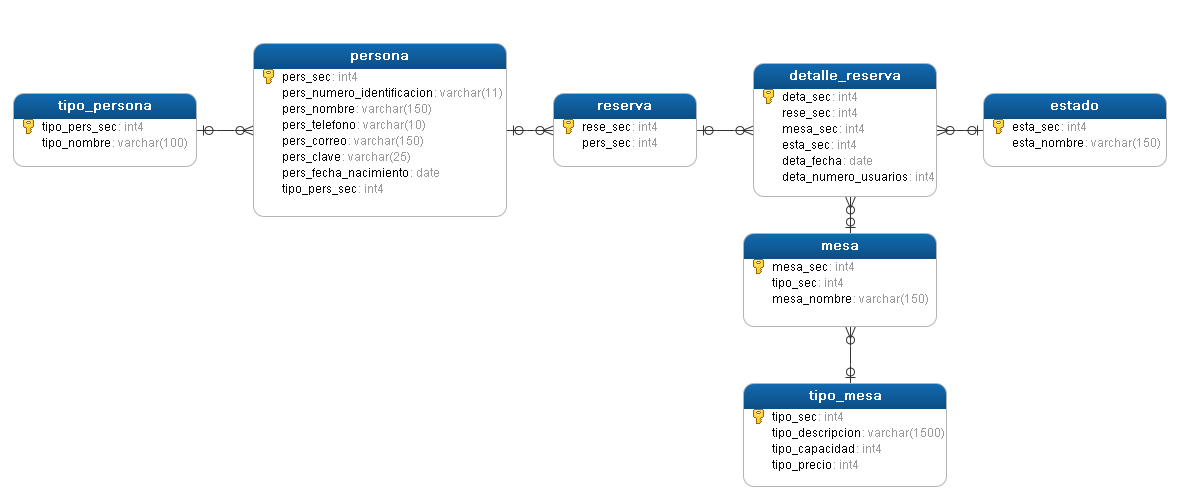 tipo_persona
tipo_pers_sec: int4
tipo_nombre: varchar(100)
persona
pers_sec: int4
pers_numero_identificacion: varchar(11)
pers_nombre: varchar(150)
pers_telefono: varchar(10)
pers_correo: varchar(150)
pers_clave: varchar(25)
pers_fecha_nacimiento: date
tipo_pers_sec: int4
reserva
rese_sec: int4
pers_sec: int4
detalle_reserva
deta_sec: int4
rese_sec: int4
mesa_sec: int4
esta_sec: int4
deta_fecha: date
deta_numero_usuarios: int4
estado
esta_sec: int4
esta_nombre: varchar(150)
mesa
mesa_sec: int4
tipo_sec: int4
mesa_nombre: varchar(150)
tipo_mesa
tipo_sec: int4
tipo_descripcion: varchar(1500)
tipo_capacidad: int4
tipo_precio: int4